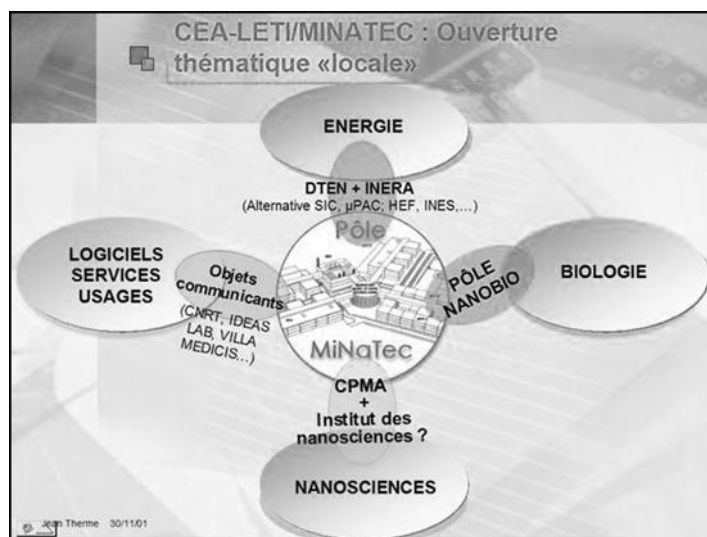 CEA-LETI/MINATEC : Ouverture
thématique «locale»
ENERGIE
DTEN + INERA
(Alternative SIC, µPAC; HEF, INES,...)
Pôle
LOGICIELS
SERVICES
USAGES
Objets
communicants
(CNRT, IDEAS
LAB, VILLA
MEDICIS...)
PÔLE
NANOBIO
BIOLOGIE
MiNaTec
CPMA
+
Institut des
nanosciences ?
NANOSCIENCES
Jean Therme 30/11/01